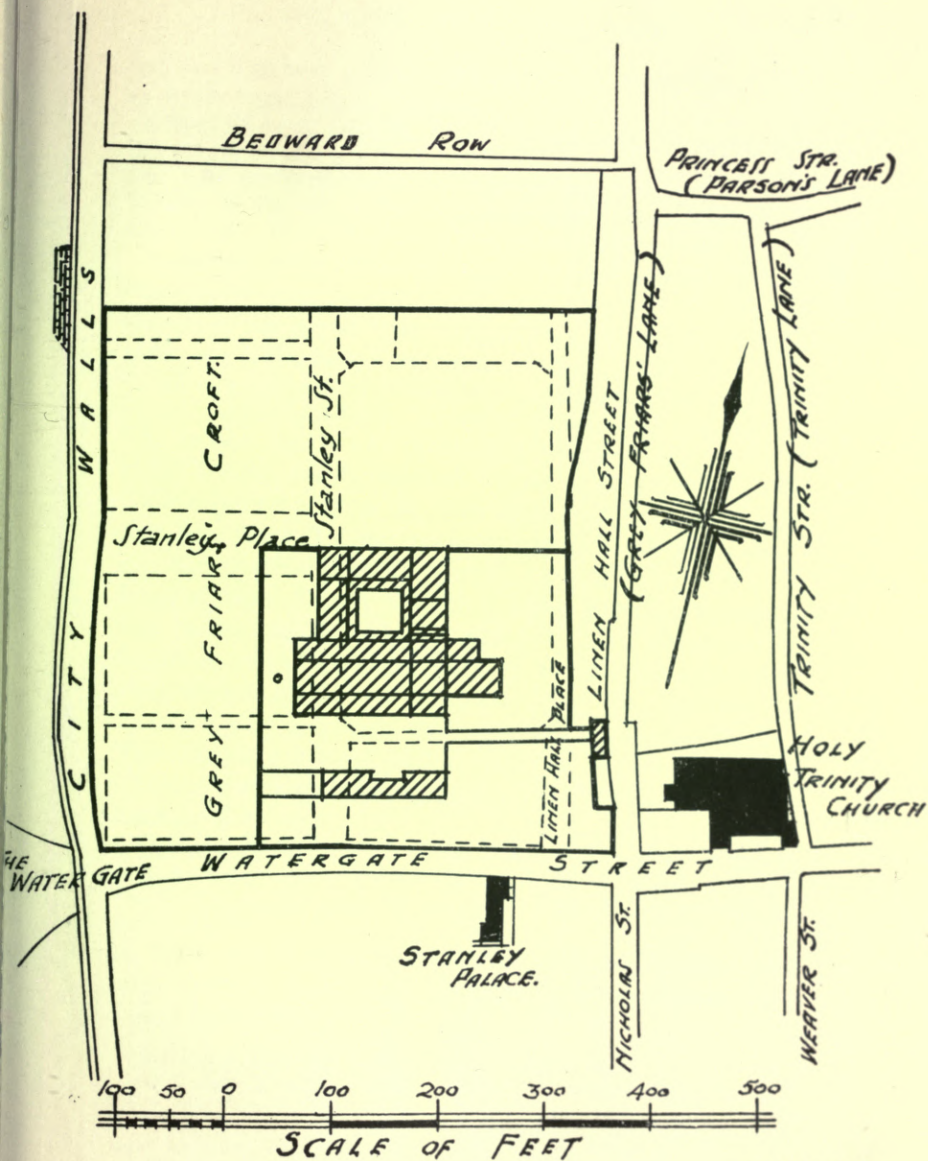 BEDWARD ROW
PRINCESS STR.
(PARSON'S LANE)
CITY WALLS
GREY FRIARS' CROFT.
Stanley St.
Stanley Place
LINEN HALL STREET
(GREY FRIARS' LANE)
TRINITY STR. (TRINITY LANE)
LINEN HALL PLACE
HOLY
TRINITY
CHURCH
THE
WATER GATE
WATERGATE STREET
STANLEY
PALACE.
NICHOLAS ST.
WEAVER ST.
100 50 0 100 200 300 400 500
SCALE OF FEET